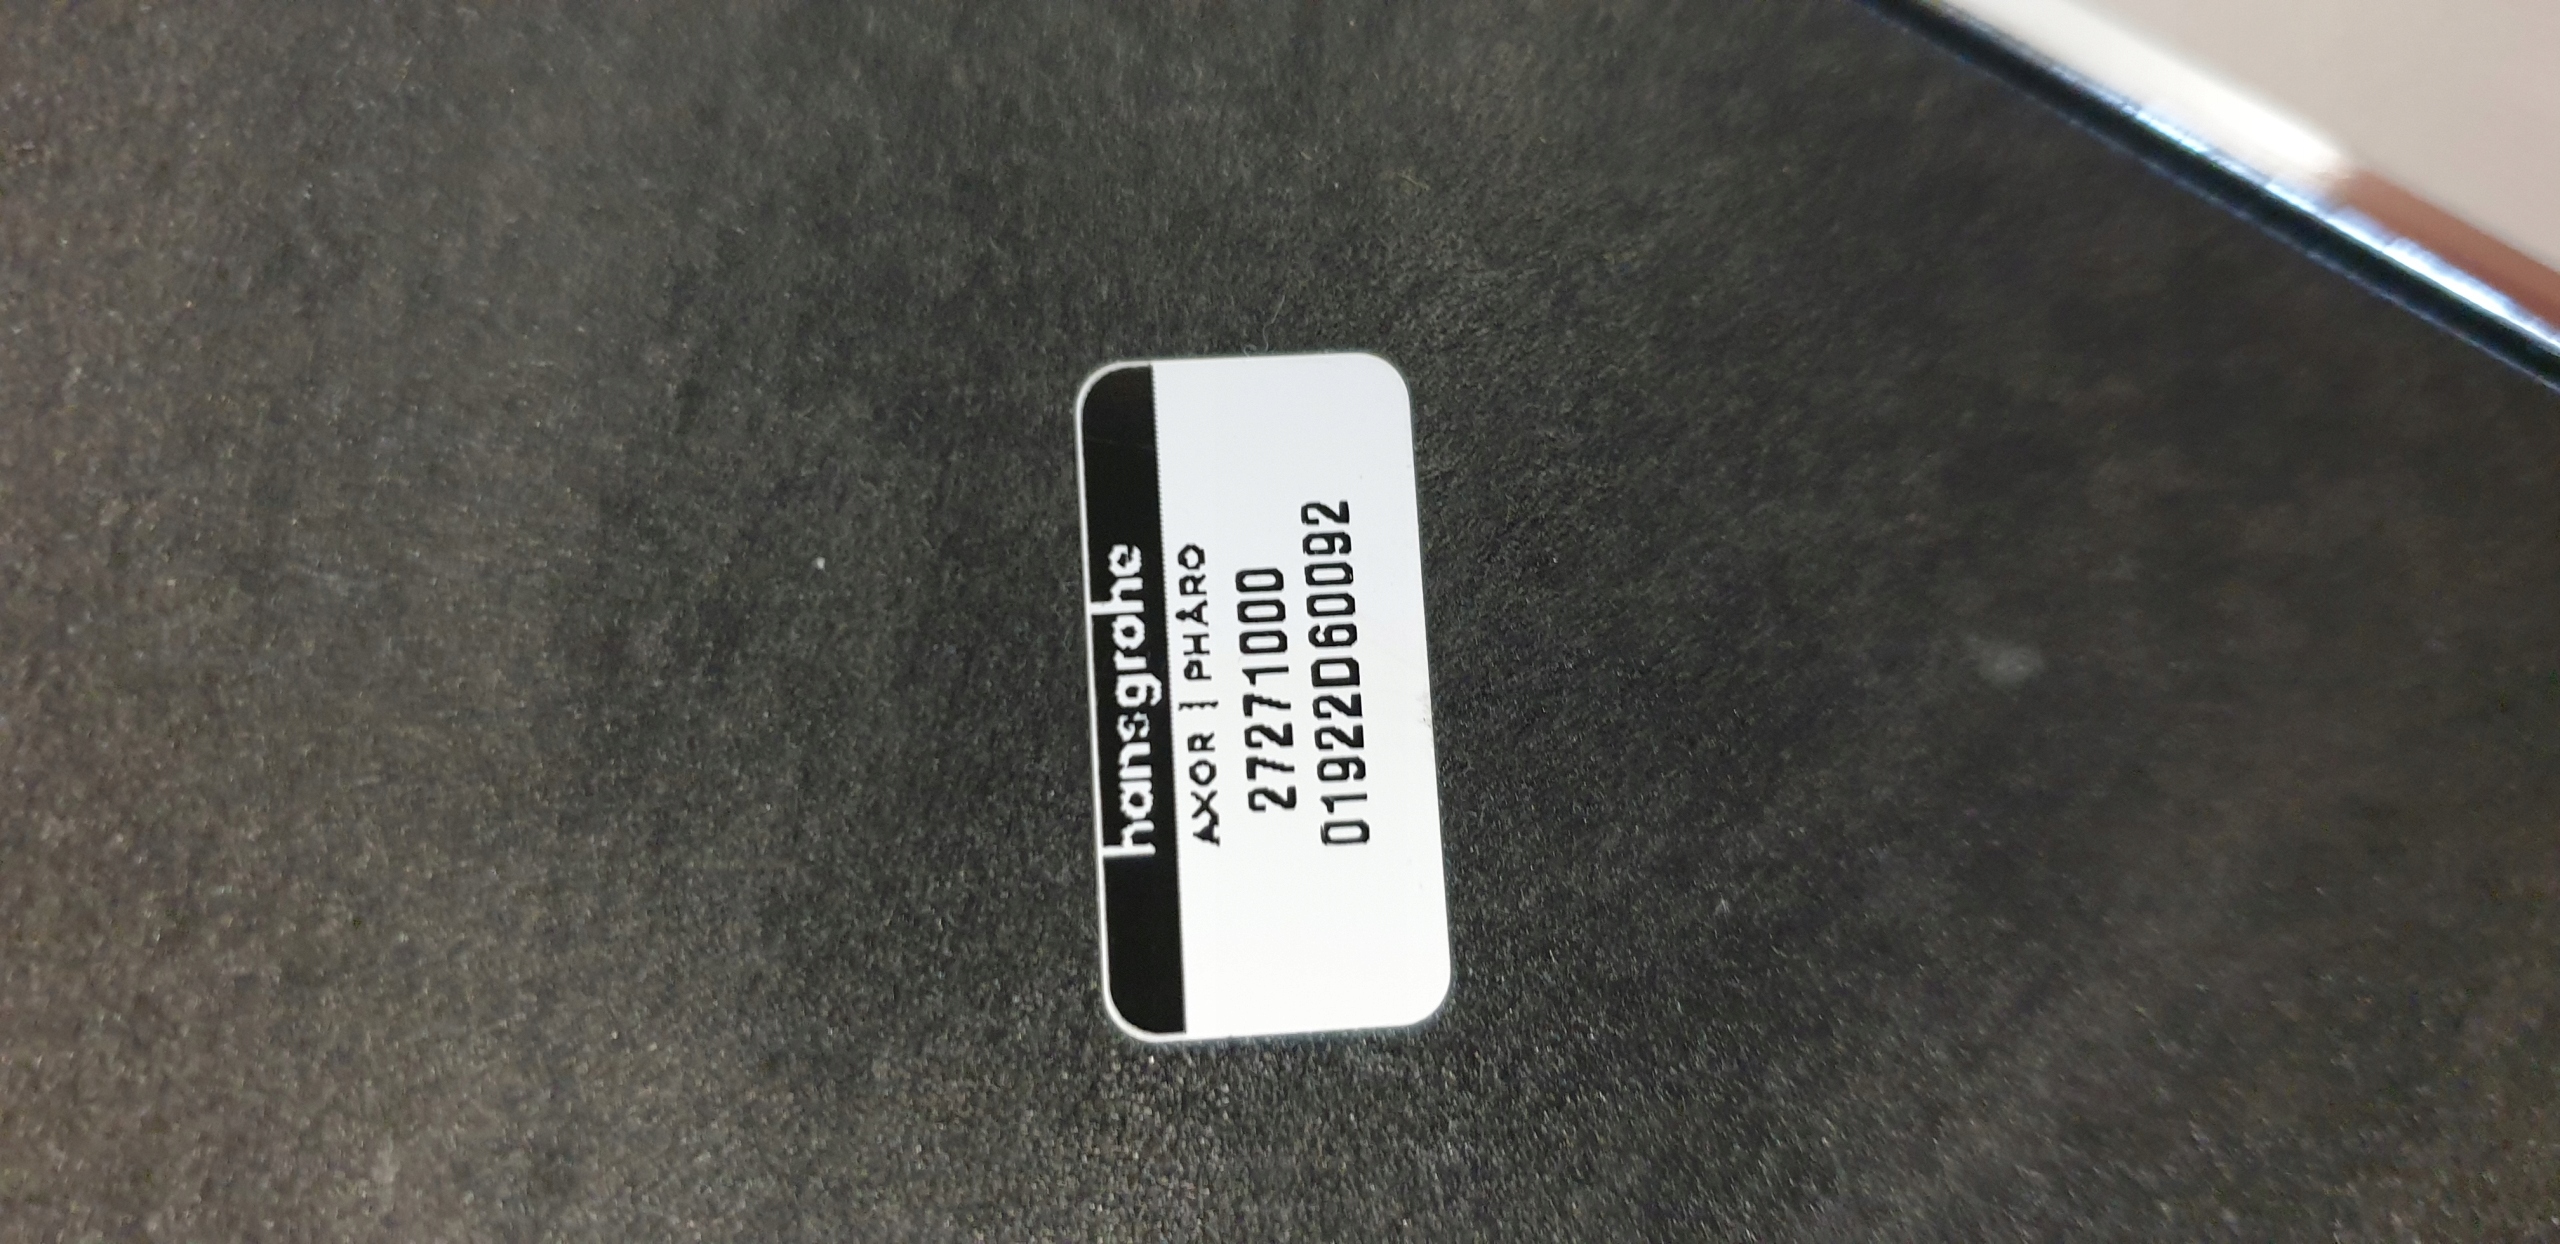 hansgrohe
AXOR | PHARO
27271000
01922D60092